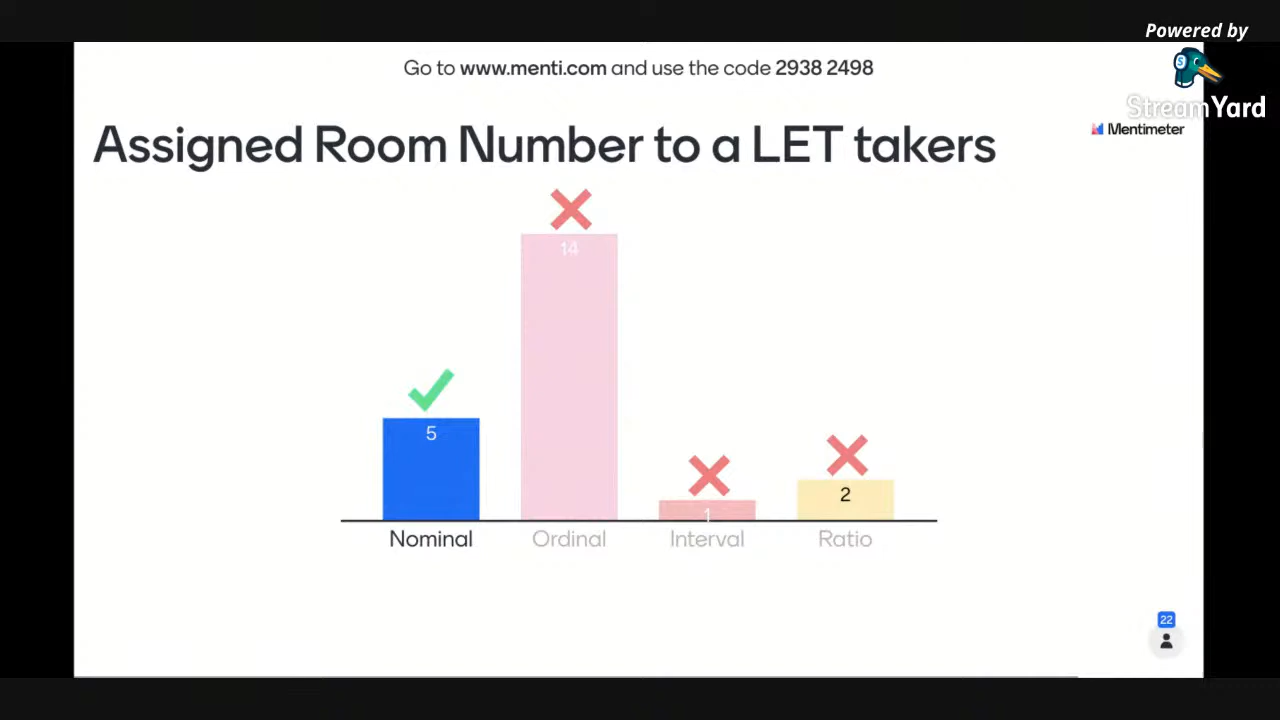 Powered by
StreamYard
Go to www.menti.com and use the code 2938 2498
Mentimeter
Assigned Room Number to a LET takers
14
5
1
2
Nominal Ordinal Interval Ratio
22